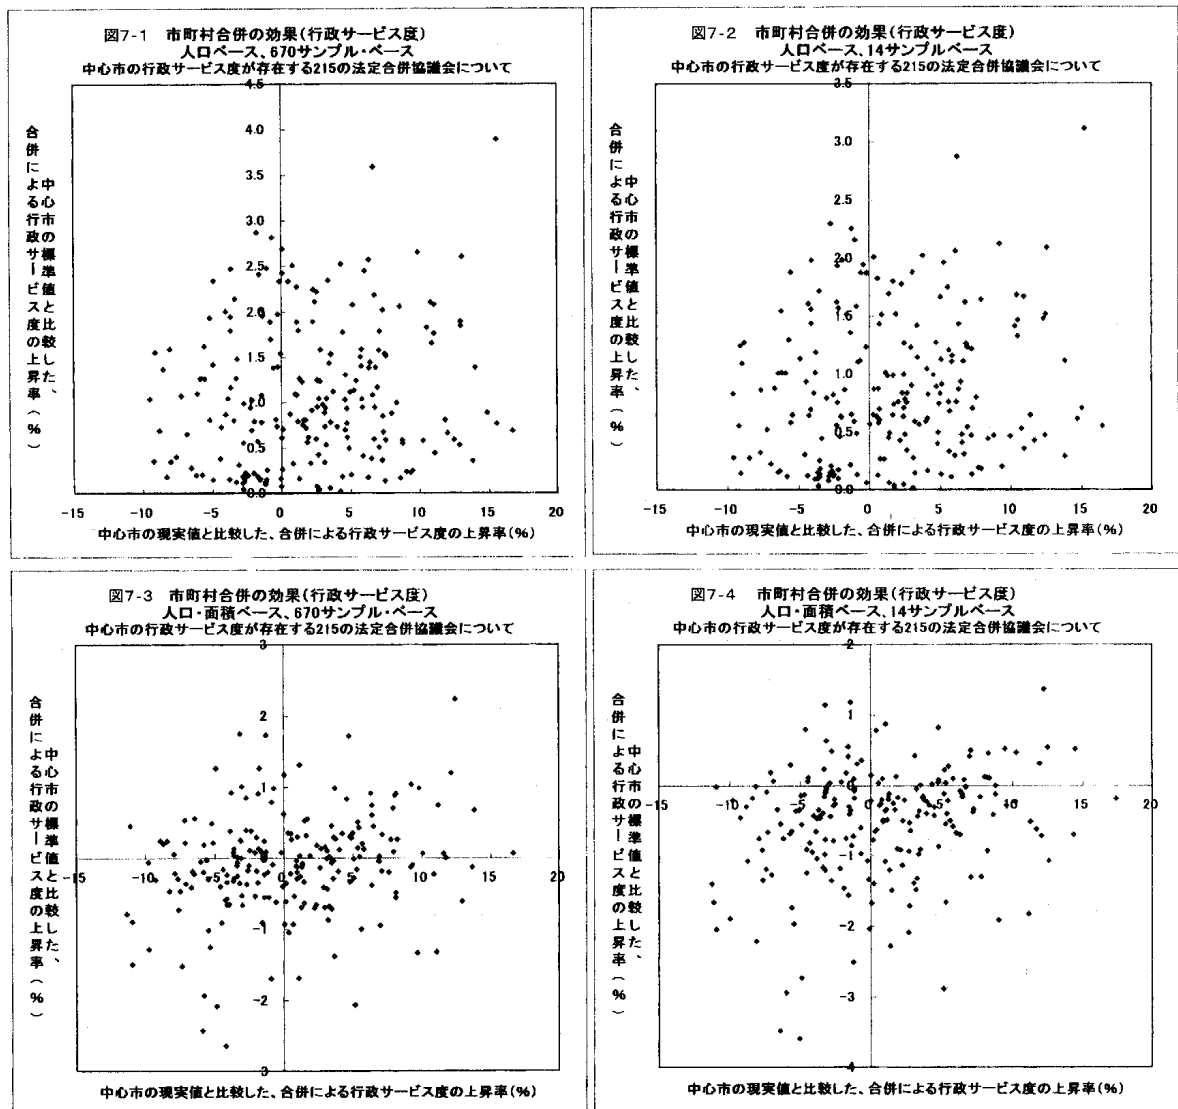 図7-1 市町村合併の効果(行政サービス度)
人口ベース、670サンプル・ベース
中心市の行政サービス度が存在する215の法定合併協議会について
4.5
4.0
3.5
3.0
2.5
2.0
1.5
1.0
0.5
0.0
-15
-10
-5
0
5
10
15
20
中心市の標準値と比較した、
合併による行政サービス度の上昇率(%)
中心市の現実値と比較した、合併による行政サービス度の上昇率(%)
図7-2 市町村合併の効果(行政サービス度)
人口ベース、14サンプルベース
中心市の行政サービス度が存在する215の法定合併協議会について
3.5
3.0
2.5
2.0
1.5
1.0
0.5
0.0
-15
-10
-5
0
5
10
15
20
中心市の標準値と比較した、
合併による行政サービス度の上昇率(%)
中心市の現実値と比較した、合併による行政サービス度の上昇率(%)
図7-3 市町村合併の効果(行政サービス度)
人口・面積ベース、670サンプル・ベース
中心市の行政サービス度が存在する215の法定合併協議会について
3
2
1
0
-1
-2
-3
-15
-10
-5
0
5
10
15
20
中心市の標準値と比較した、
合併による行政サービス度の上昇率(%)
中心市の現実値と比較した、合併による行政サービス度の上昇率(%)
図7-4 市町村合併の効果(行政サービス度)
人口・面積ベース、14サンプルベース
中心市の行政サービス度が存在する215の法定合併協議会について
2
1
0
-1
-2
-3
-4
-15
-10
-5
0
5
10
15
20
中心市の標準値と比較した、
合併による行政サービス度の上昇率(%)
中心市の現実値と比較した、合併による行政サービス度の上昇率(%)